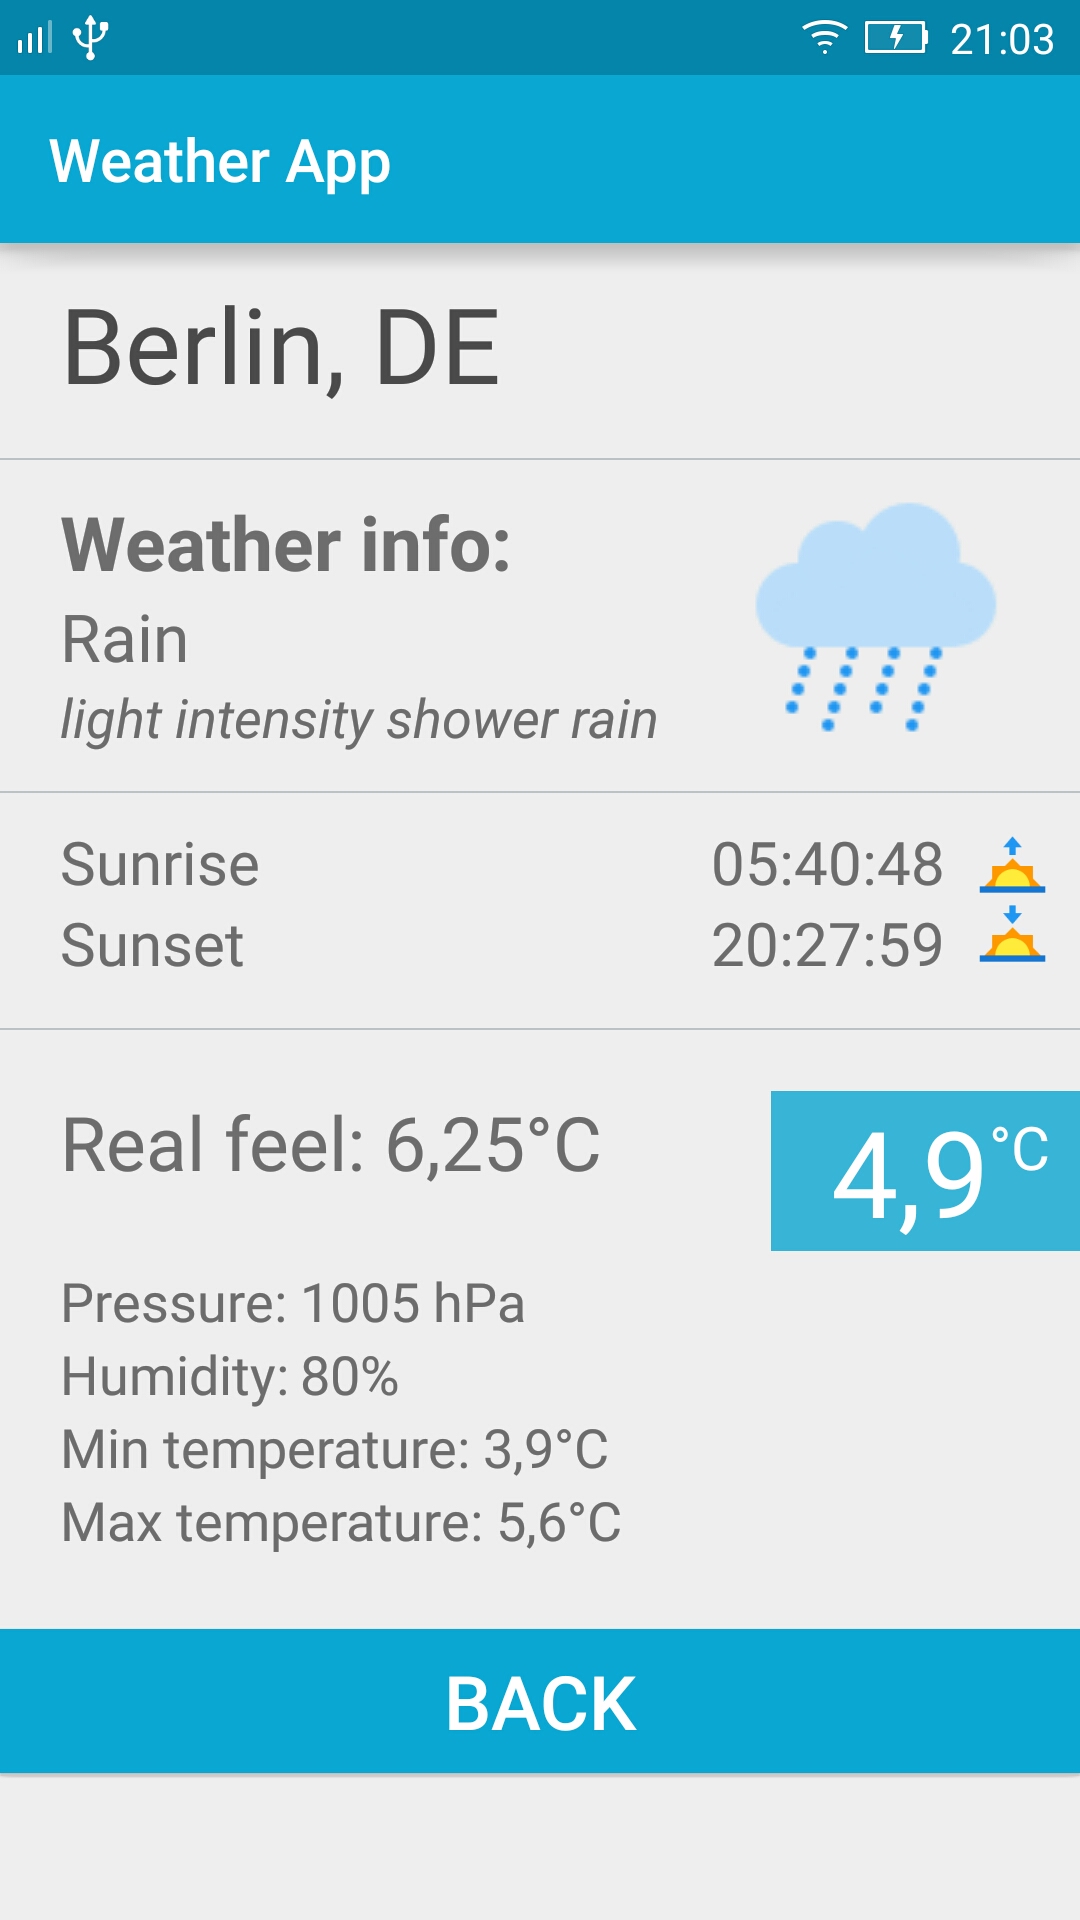 21:03
Weather App
Berlin, DE
Weather info:
Rain
light intensity shower rain
Sunrise 05:40:48
Sunset 20:27:59
Real feel: 6,25°C 4,9°C
Pressure: 1005 hPa
Humidity: 80%
Min temperature: 3,9°C
Max temperature: 5,6°C
BACK